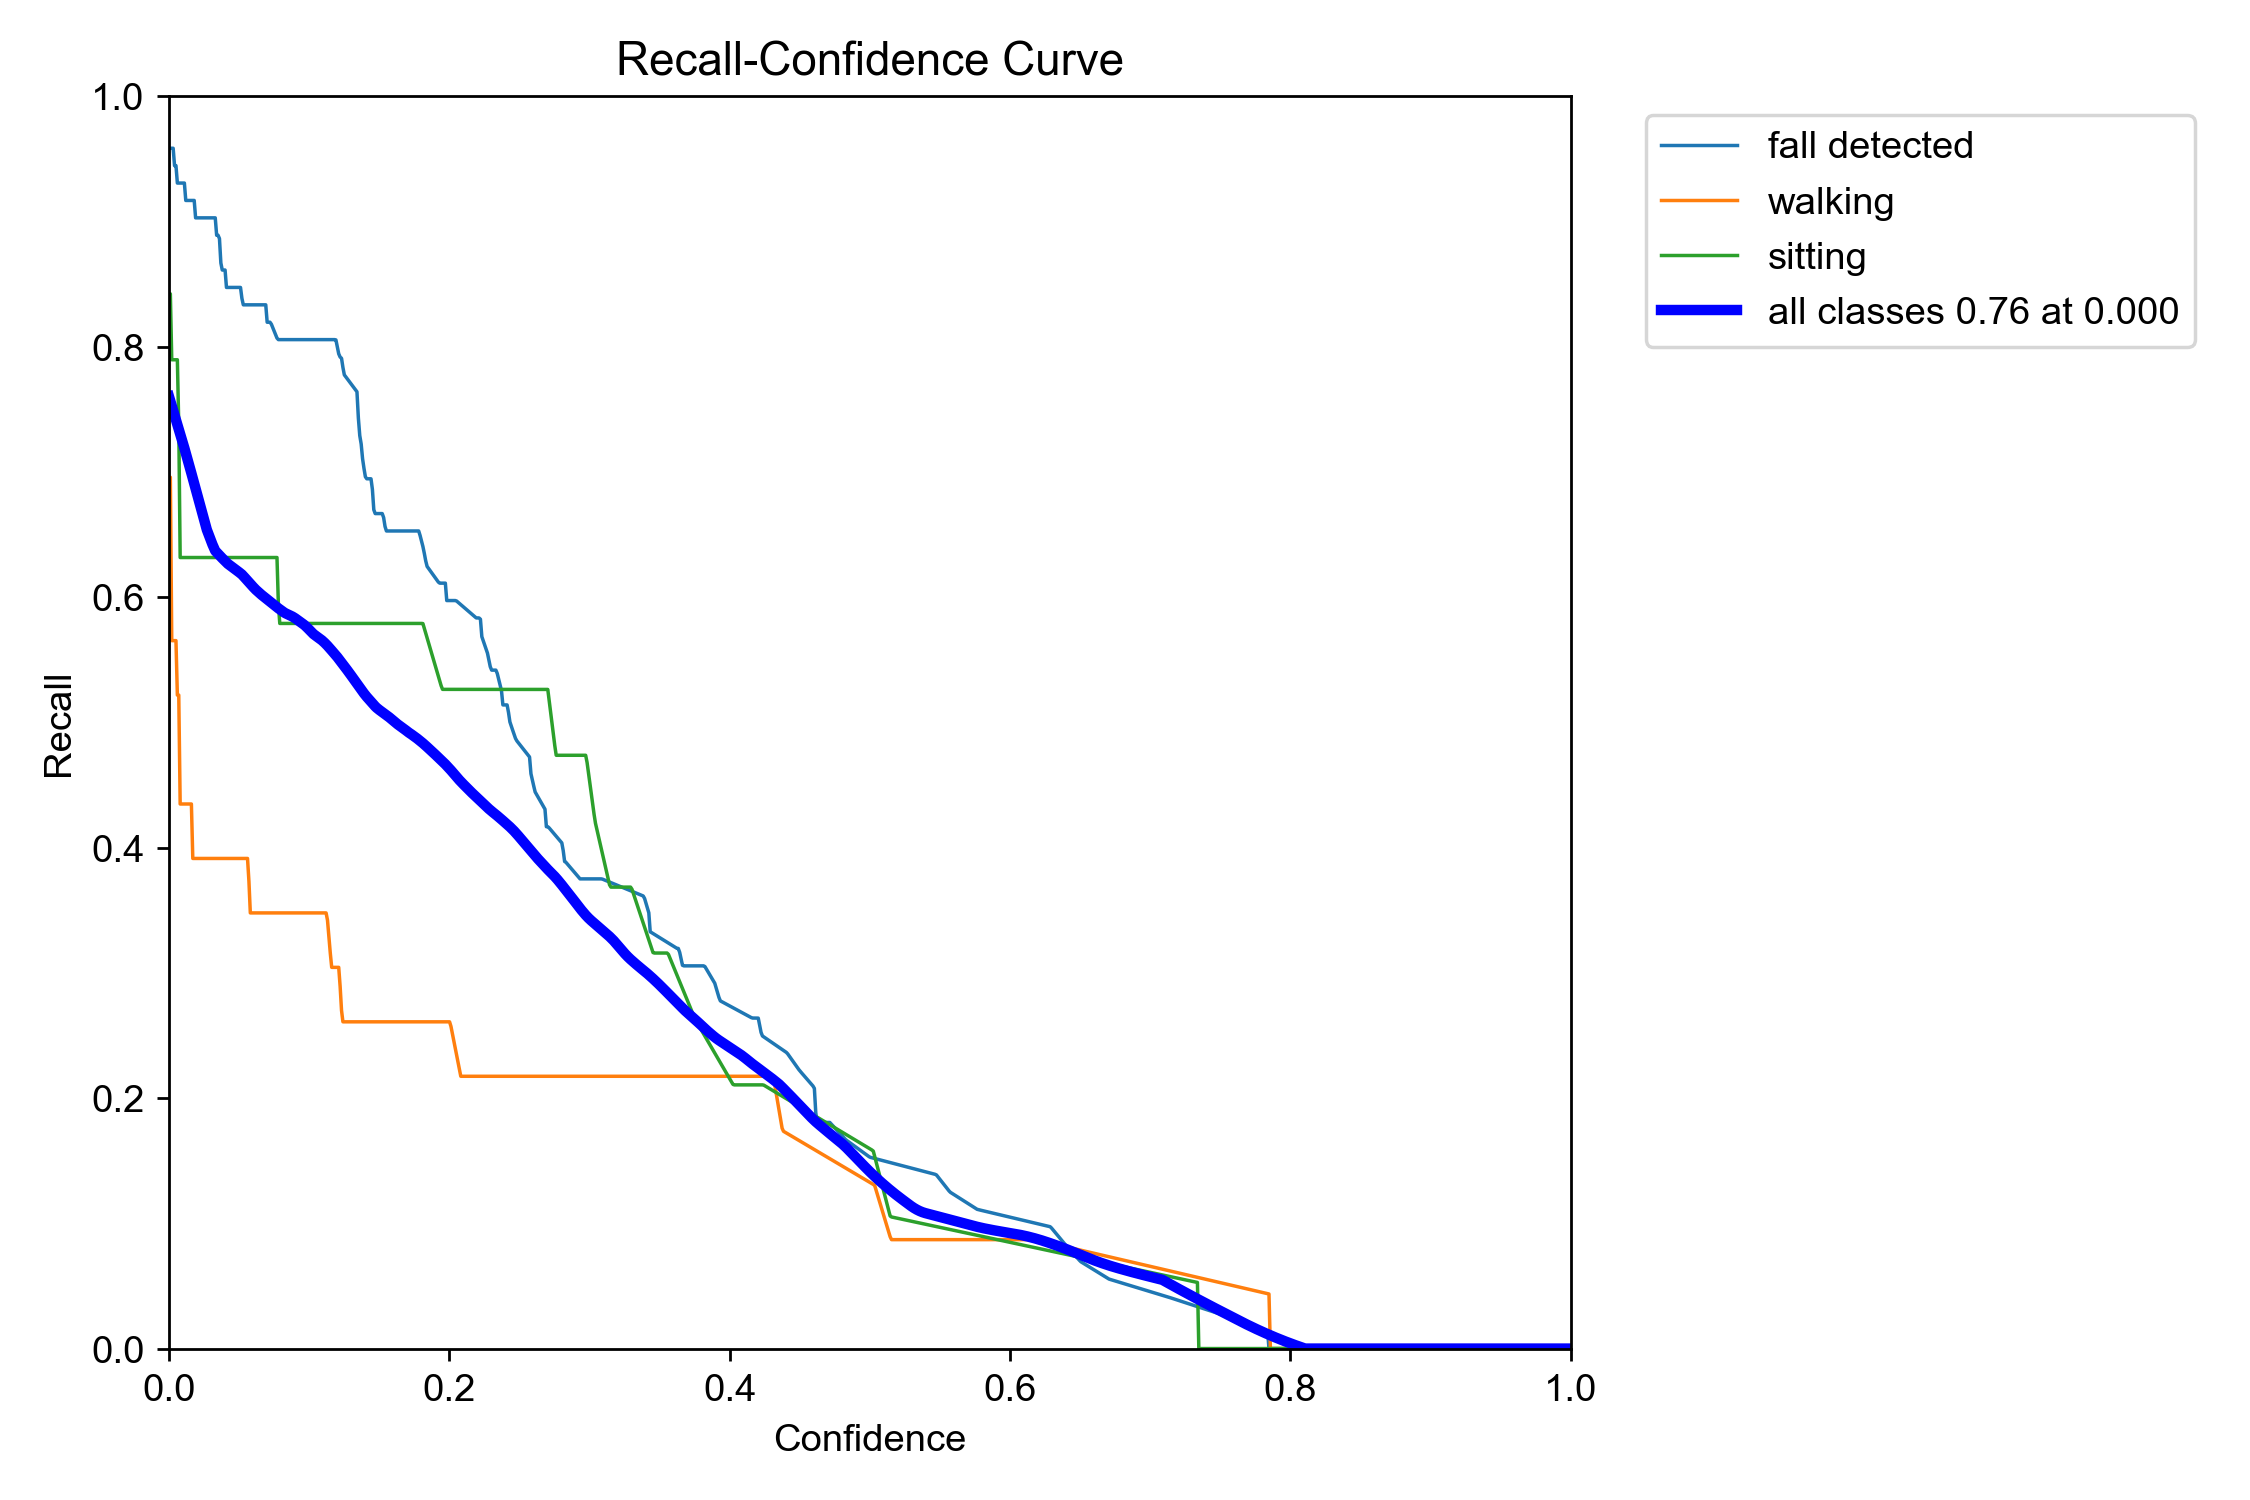 Recall-Confidence Curve
1.0
0.8
0.6
0.4
0.2
0.0
Recall
0.0 0.2 0.4 0.6 0.8 1.0
Confidence
fall detected
walking
sitting
all classes 0.76 at 0.000